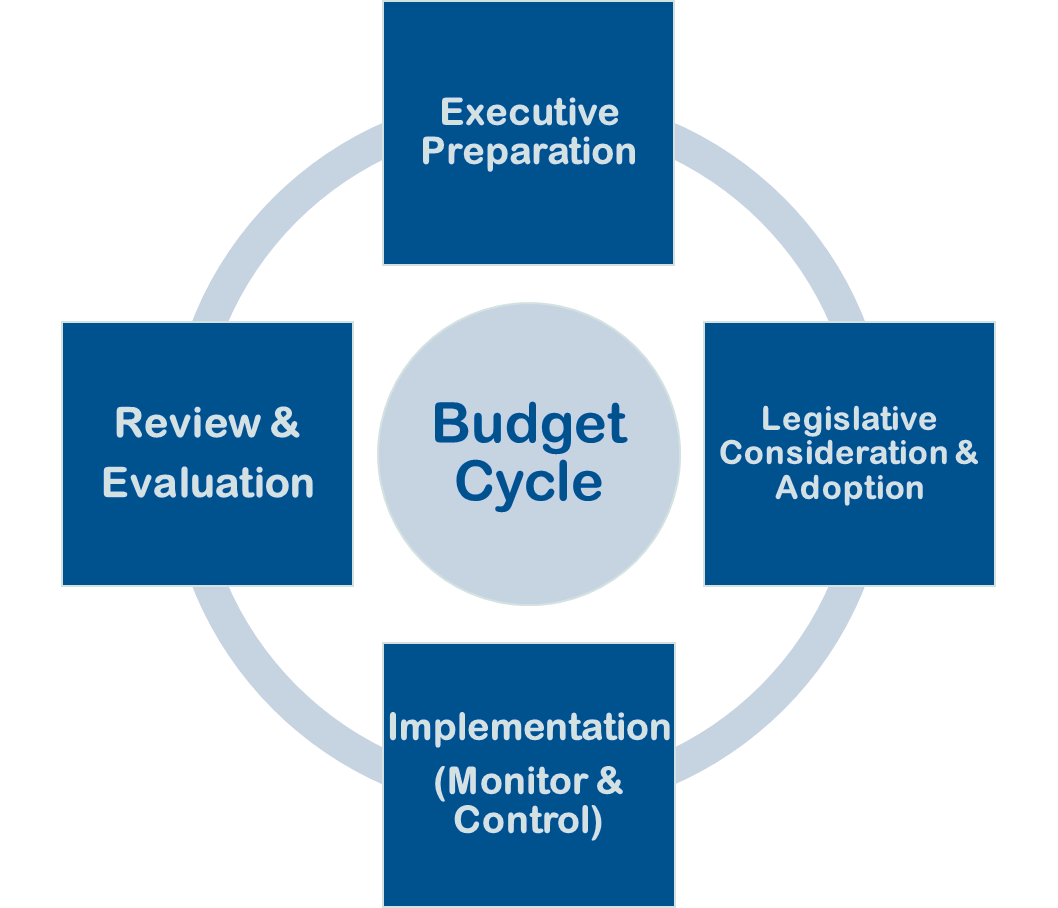 Executive
Preparation
Review &
Evaluation
Budget
Cycle
Legislative
Consideration &
Adoption
Implementation
(Monitor &
Control)